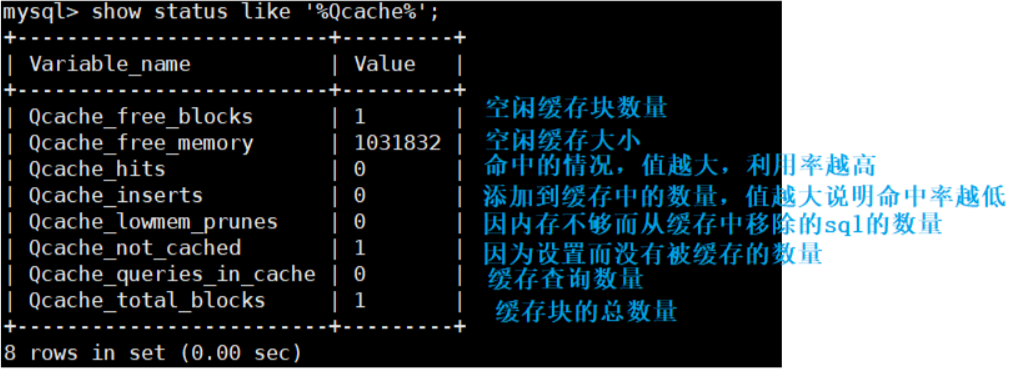 mysql> show status like '%Qcache%';
+-------------------------+---------+
| Variable_name | Value |
+-------------------------+---------+
| Qcache_free_blocks | 1 | 空闲缓存块数量
| Qcache_free_memory | 1031832 | 空闲缓存大小
| Qcache_hits | 0 | 命中的情况，值越大，利用率越高
| Qcache_inserts | 0 | 添加到缓存中的数量，值越大说明命中率越低
| Qcache_lowmem_prunes | 0 | 因内存不够而从缓存中移除的sql的数量
| Qcache_not_cached | 1 | 因为设置而没有被缓存的数量
| Qcache_queries_in_cache | 0 | 缓存查询数量
| Qcache_total_blocks | 1 | 缓存块的总数量
+-------------------------+---------+
8 rows in set (0.00 sec)